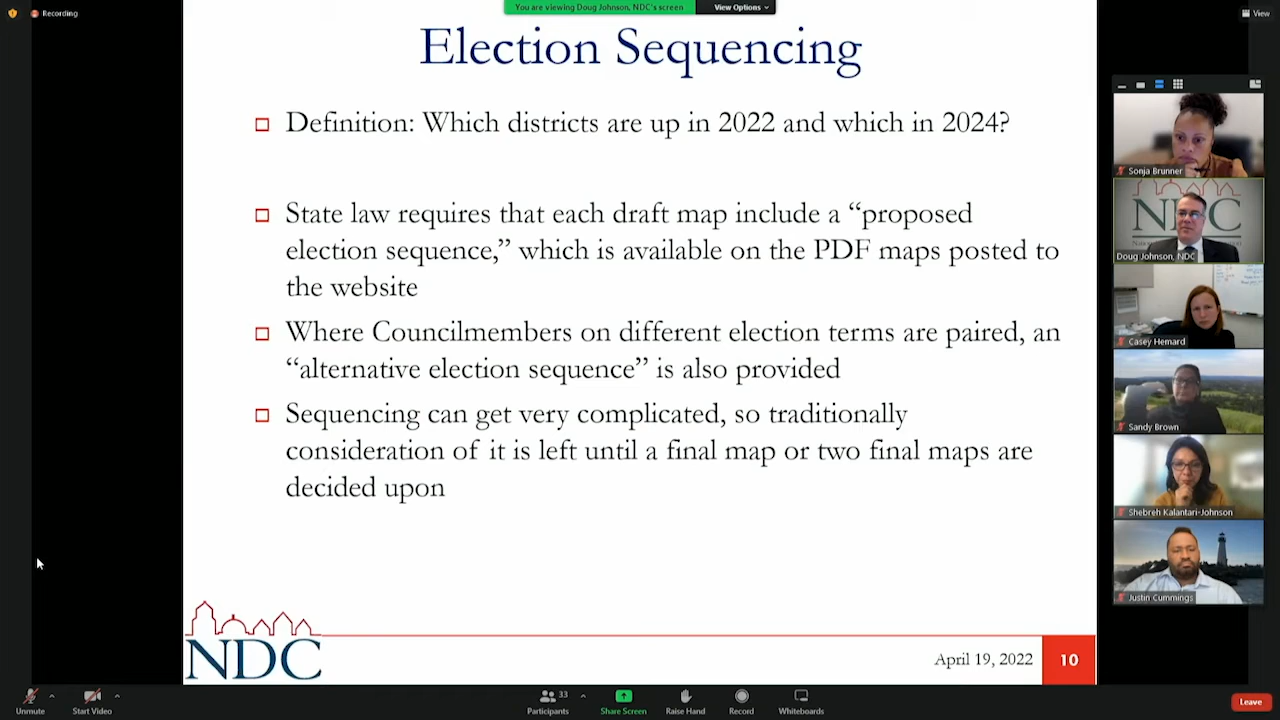 Recording
You are viewing Doug Johnson, NDC's screen
View Options
View
Election Sequencing
Definition: Which districts are up in 2022 and which in 2024?
State law requires that each draft map include a “proposed
election sequence,” which is available on the PDF maps posted to
the website
Where Councilmembers on different election terms are paired, an
“alternative election sequence” is also provided
Sequencing can get very complicated, so traditionally
consideration of it is left until a final map or two final maps are
decided upon
NDC
April 19, 2022
10
Sonja Brunner
NDC
Doug Johnson, NDC
Casey Hemard
Sandy Brown
Shebreh Kalantari-Johnson
Justin Cummings
Unmute
Start Video
33
Participants
Share Screen
Raise Hand
Record
Whiteboards
Leave